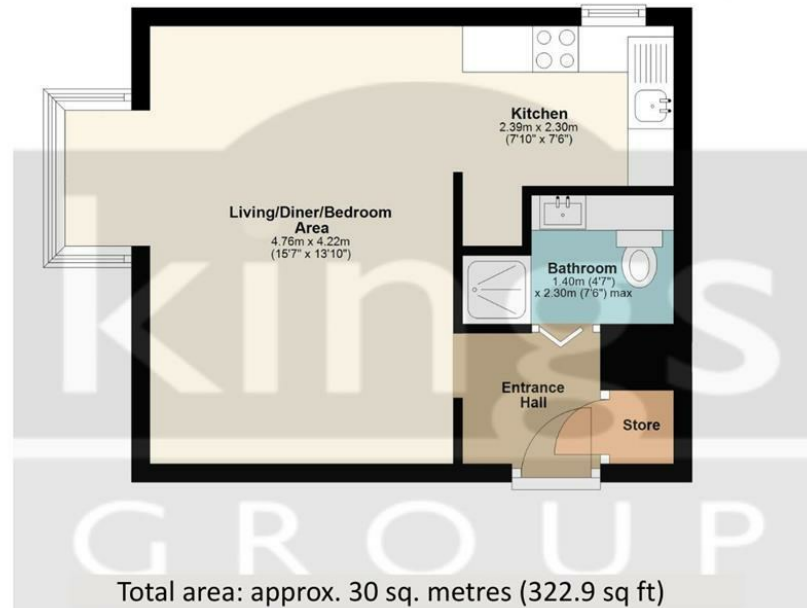 Kitchen
2.39m x 2.30m
(7'10" x 7'6")
Living/Diner/Bedroom
Area
4.76m x 4.22m
(15'7" x 13'10")
Bathroom
1.40m (4'7")
x 2.30m (7'6") max
Entrance
Hall
Store
kings
GROUP
Total area: approx. 30 sq. metres (322.9 sq ft)